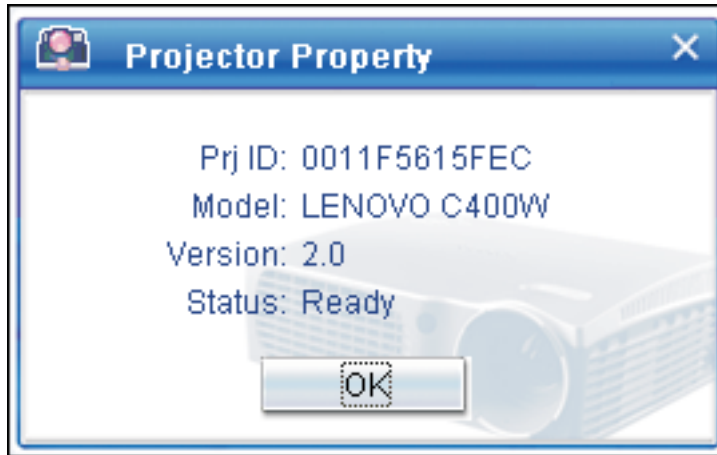 Projector Property
Prj ID: 0011F5615FEC
Model: LENOVO C400W
Version: 2.0
Status: Ready
OK